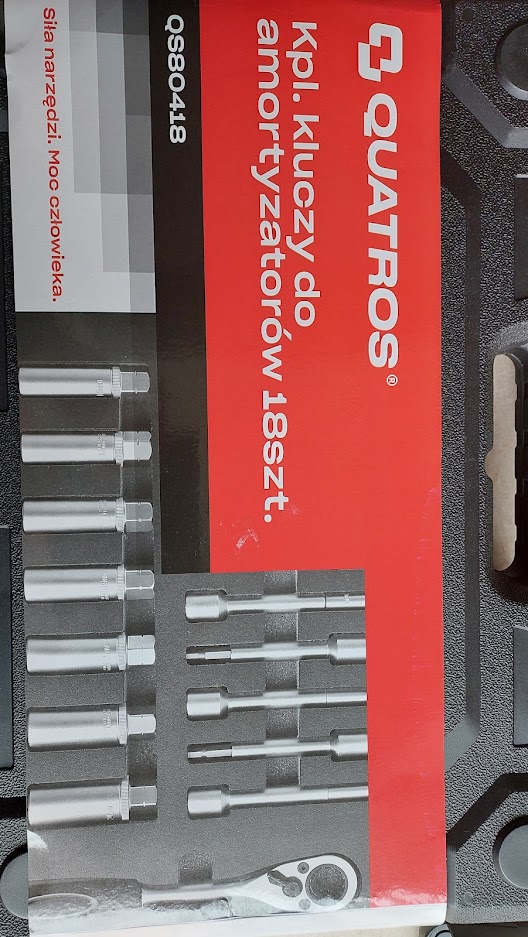 QUATROS®
Kpl. kluczy do
amortyzatorów 18szt.
QS80418
Siła narzędzi. Moc człowieka.